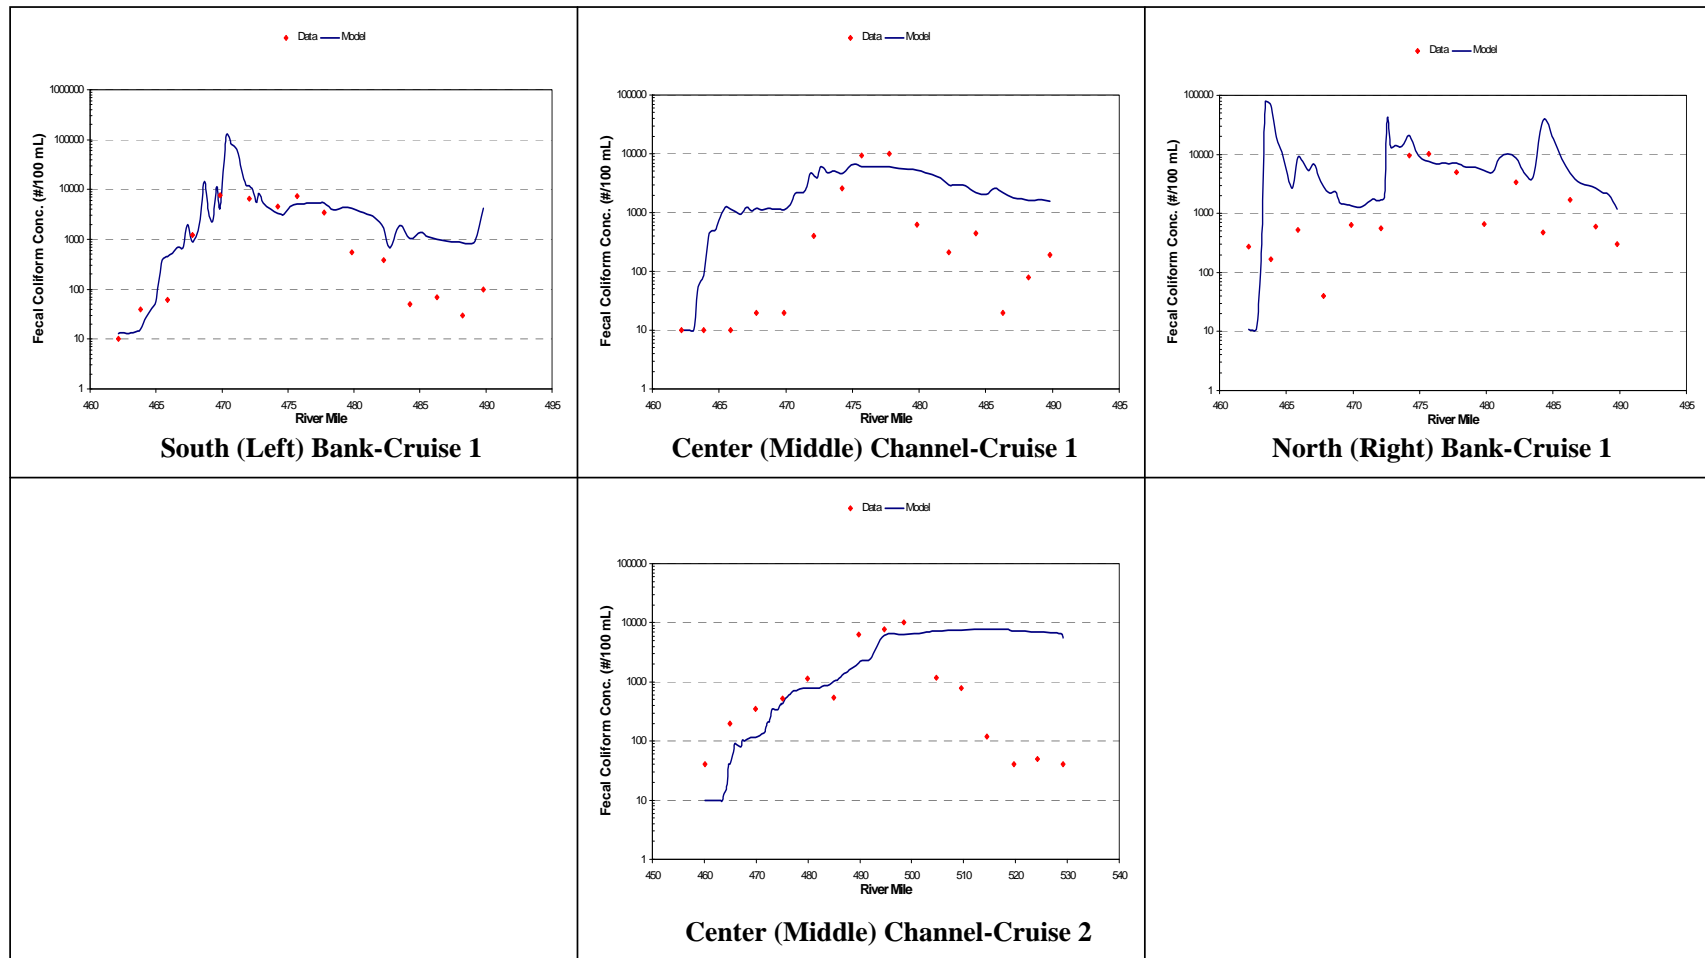 Data Model
Fecal Coliform Conc. (#/100 mL)
1000000
100000
10000
1000
100
10
1
460 465 470 475 480 485 490 495
River Mile
South (Left) Bank-Cruise 1
Data Model
Fecal Coliform Conc. (#/100 mL)
100000
10000
1000
100
10
1
460 465 470 475 480 485 490 495
River Mile
Center (Middle) Channel-Cruise 1
Data Model
Fecal Coliform Conc. (#/100 mL)
100000
10000
1000
100
10
1
460 465 470 475 480 485 490 495
River Mile
North (Right) Bank-Cruise 1
Data Model
Fecal Coliform Conc. (#/100 mL)
100000
10000
1000
100
10
1
450 460 470 480 490 500 510 520 530 540
River Mile
Center (Middle) Channel-Cruise 2